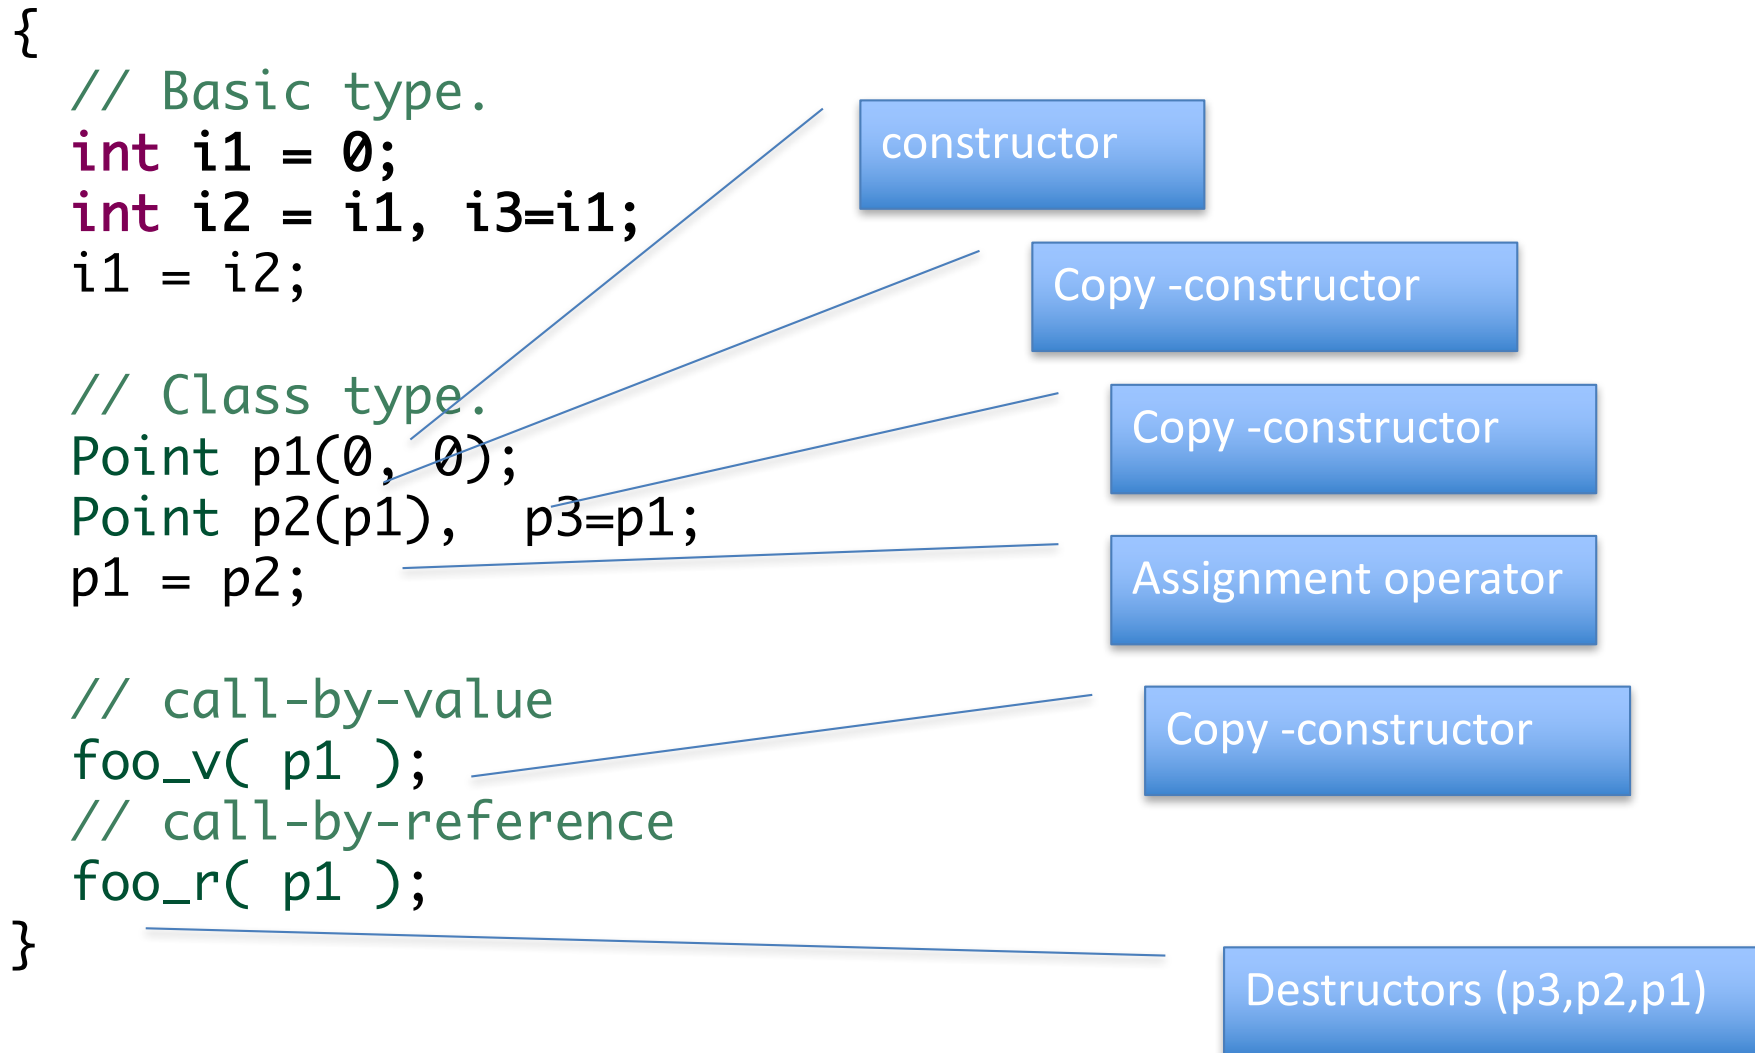 {
// Basic type.
int i1 = 0;
int i2 = i1, i3=i1;
i1 = i2;
// Class type.
Point p1(0, 0);
Point p2(p1),  p3=p1;
p1 = p2;
// call-by-value
foo_v( p1 );
// call-by-reference
foo_r( p1 );
}
constructor
Copy -constructor
Copy -constructor
Assignment operator
Copy -constructor
Destructors (p3,p2,p1)